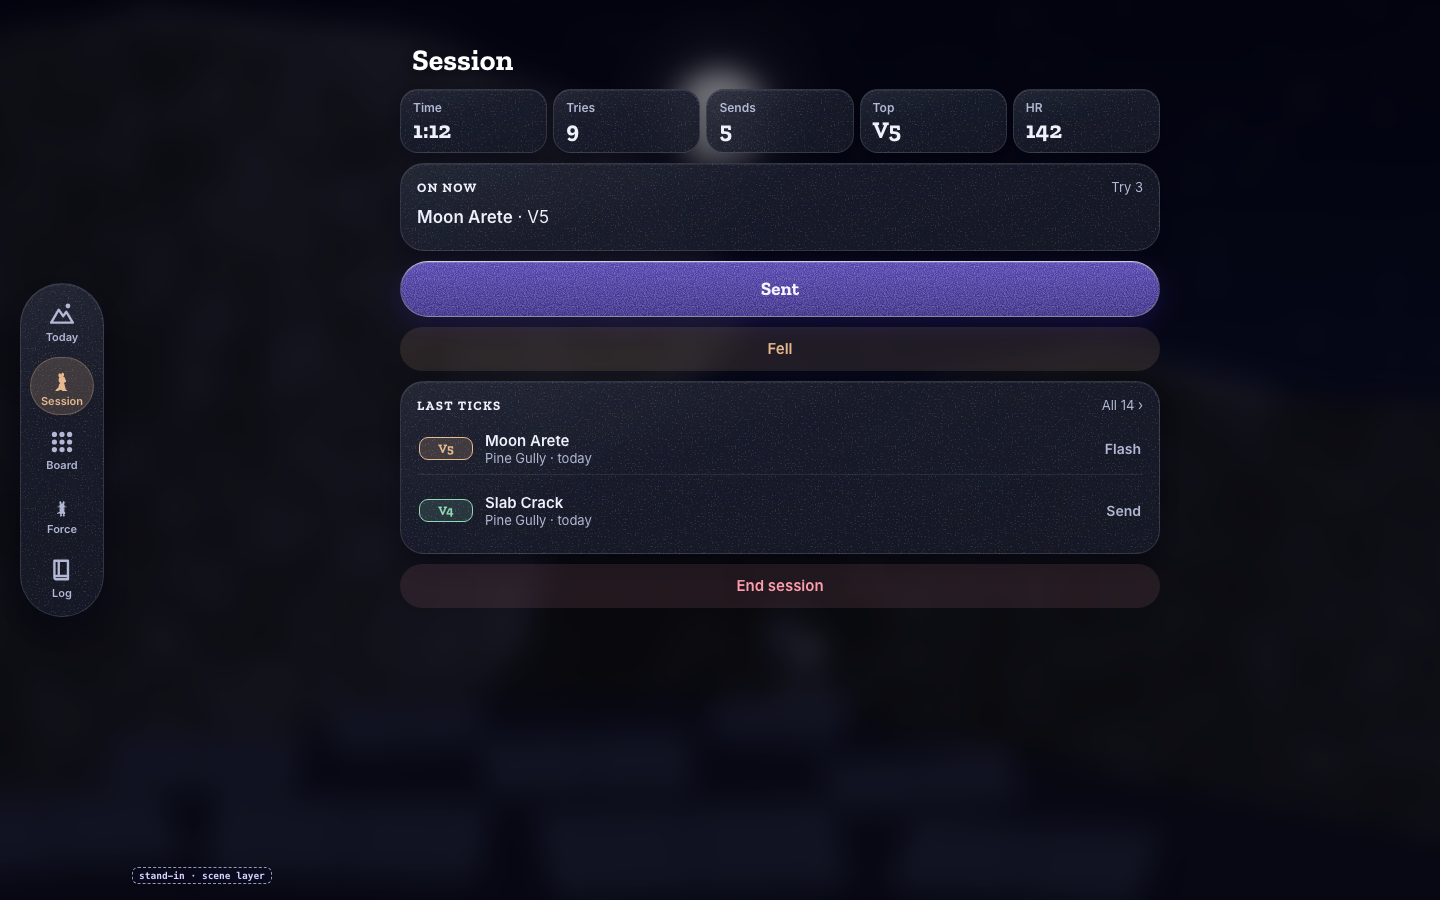 Session
Time
1:12
Tries
9
Sends
5
Top
V5
HR
142
ON NOW
Try 3
Moon Arete · V5
Sent
Fell
LAST TICKS
All 14 ›
V5
Moon Arete
Pine Gully · today
Flash
V4
Slab Crack
Pine Gully · today
Send
End session
Today
Session
Board
Force
Log
stand-in · scene layer